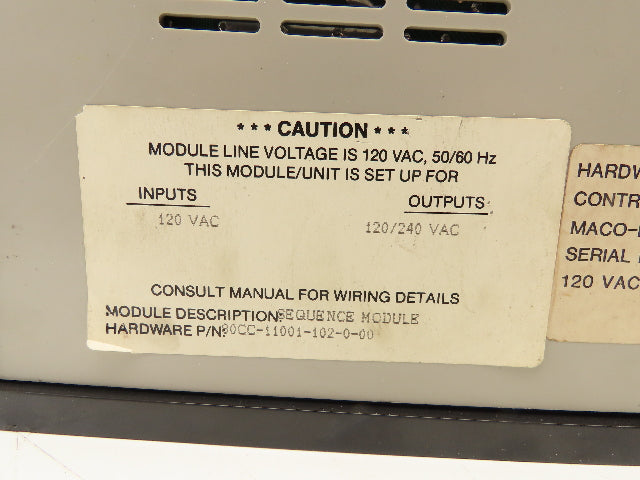 *** CAUTION ***
MODULE LINE VOLTAGE IS 120 VAC, 50/60 Hz
THIS MODULE/UNIT IS SET UP FOR
INPUTS OUTPUTS
120 VAC 120/240 VAC
CONSULT MANUAL FOR WIRING DETAILS
MODULE DESCRIPTION: SEQUENCE MODULE
HARDWARE P/N: 80CC-11001-102-0-00
HARDW
CONTR
MACO-
SERIAL
120 VAC